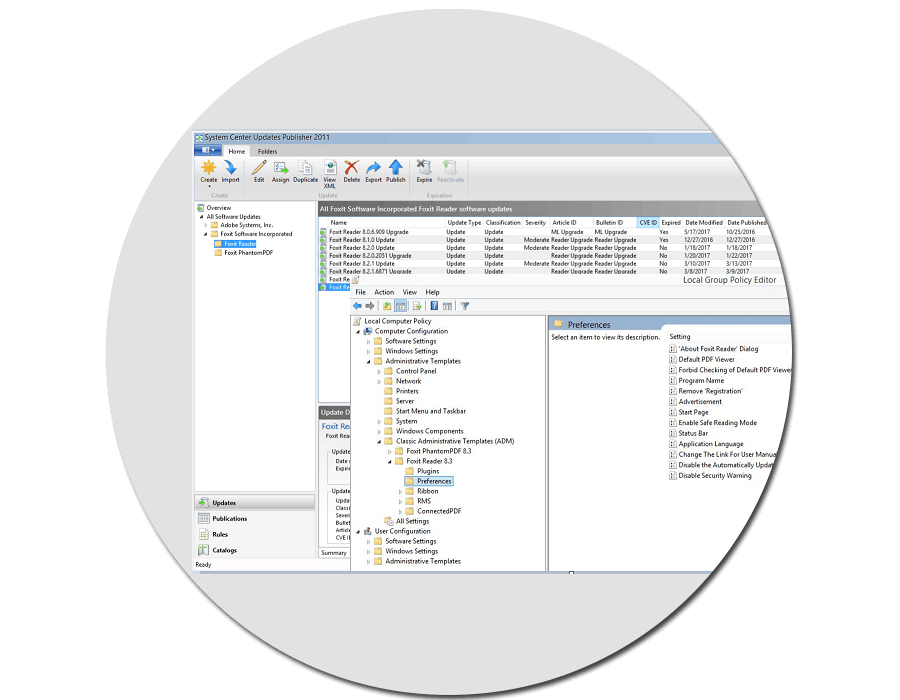 System Center Updates Publisher 2011
Home Folders
Create Import Edit Assign Duplicate View XML Delete Export Publish Expire Reactivate
Create Update Expiration
Overview
All Software Updates
Adobe Systems, Inc.
Foxit Software Incorporated
Foxit Reader
Foxit PhantomPDF
All Foxit Software Incorporated Foxit Reader software updates
Name Update Type Classification Severity Article ID Bulletin ID CVE ID Expired Date Modified Date Published
Foxit Reader 8.0.6.909 Upgrade Update Update ML Upgrade ML Upgrade Yes 5/17/2017 10/25/2016
Foxit Reader 8.1.0 Update Update Update Moderate Reader Upgrade Reader Upgrade Yes 12/27/2016 12/27/2016
Foxit Reader 8.2.0 Update Update Update Reader Upgrade Reader Upgrade No 1/18/2017 1/18/2017
Foxit Reader 8.2.0.2051 Upgrade Update Update Reader Upgrade Reader Upgrade No 1/20/2017 1/22/2017
Foxit Reader 8.2.1 Update Update Update Moderate Reader Upgrade Reader Upgrade No 3/10/2017 3/13/2017
Foxit Reader 8.2.1.6871 Upgrade Update Update Reader Upgrade Reader Upgrade No 3/8/2017 3/9/2017
Foxit Re
Foxit Re
Local Group Policy Editor
File Action View Help
Local Computer Policy
Computer Configuration
Software Settings
Windows Settings
Administrative Templates
Control Panel
Network
Printers
Server
Start Menu and Taskbar
System
Windows Components
Classic Administrative Templates (ADM)
Foxit PhantomPDF 8.3
Foxit Reader 8.3
Plugins
Preferences
Ribbon
RMS
ConnectedPDF
All Settings
User Configuration
Software Settings
Windows Settings
Administrative Templates
Preferences
Select an item to view its description.
Setting
'About Foxit Reader' Dialog
Default PDF Viewer
Forbid Checking of Default PDF Viewer
Program Name
Remove 'Registration'
Advertisement
Start Page
Enable Safe Reading Mode
Status Bar
Application Language
Change The Link For User Manua
Disable the Automatically Updat
Disable Security Warning
Update D
Foxit Re
Foxit Rea
Update
Date
Expire
Update
Upda
Classi
Sever
Bullet
Article
CVE I
Summary
Updates
Publications
Rules
Catalogs
Ready